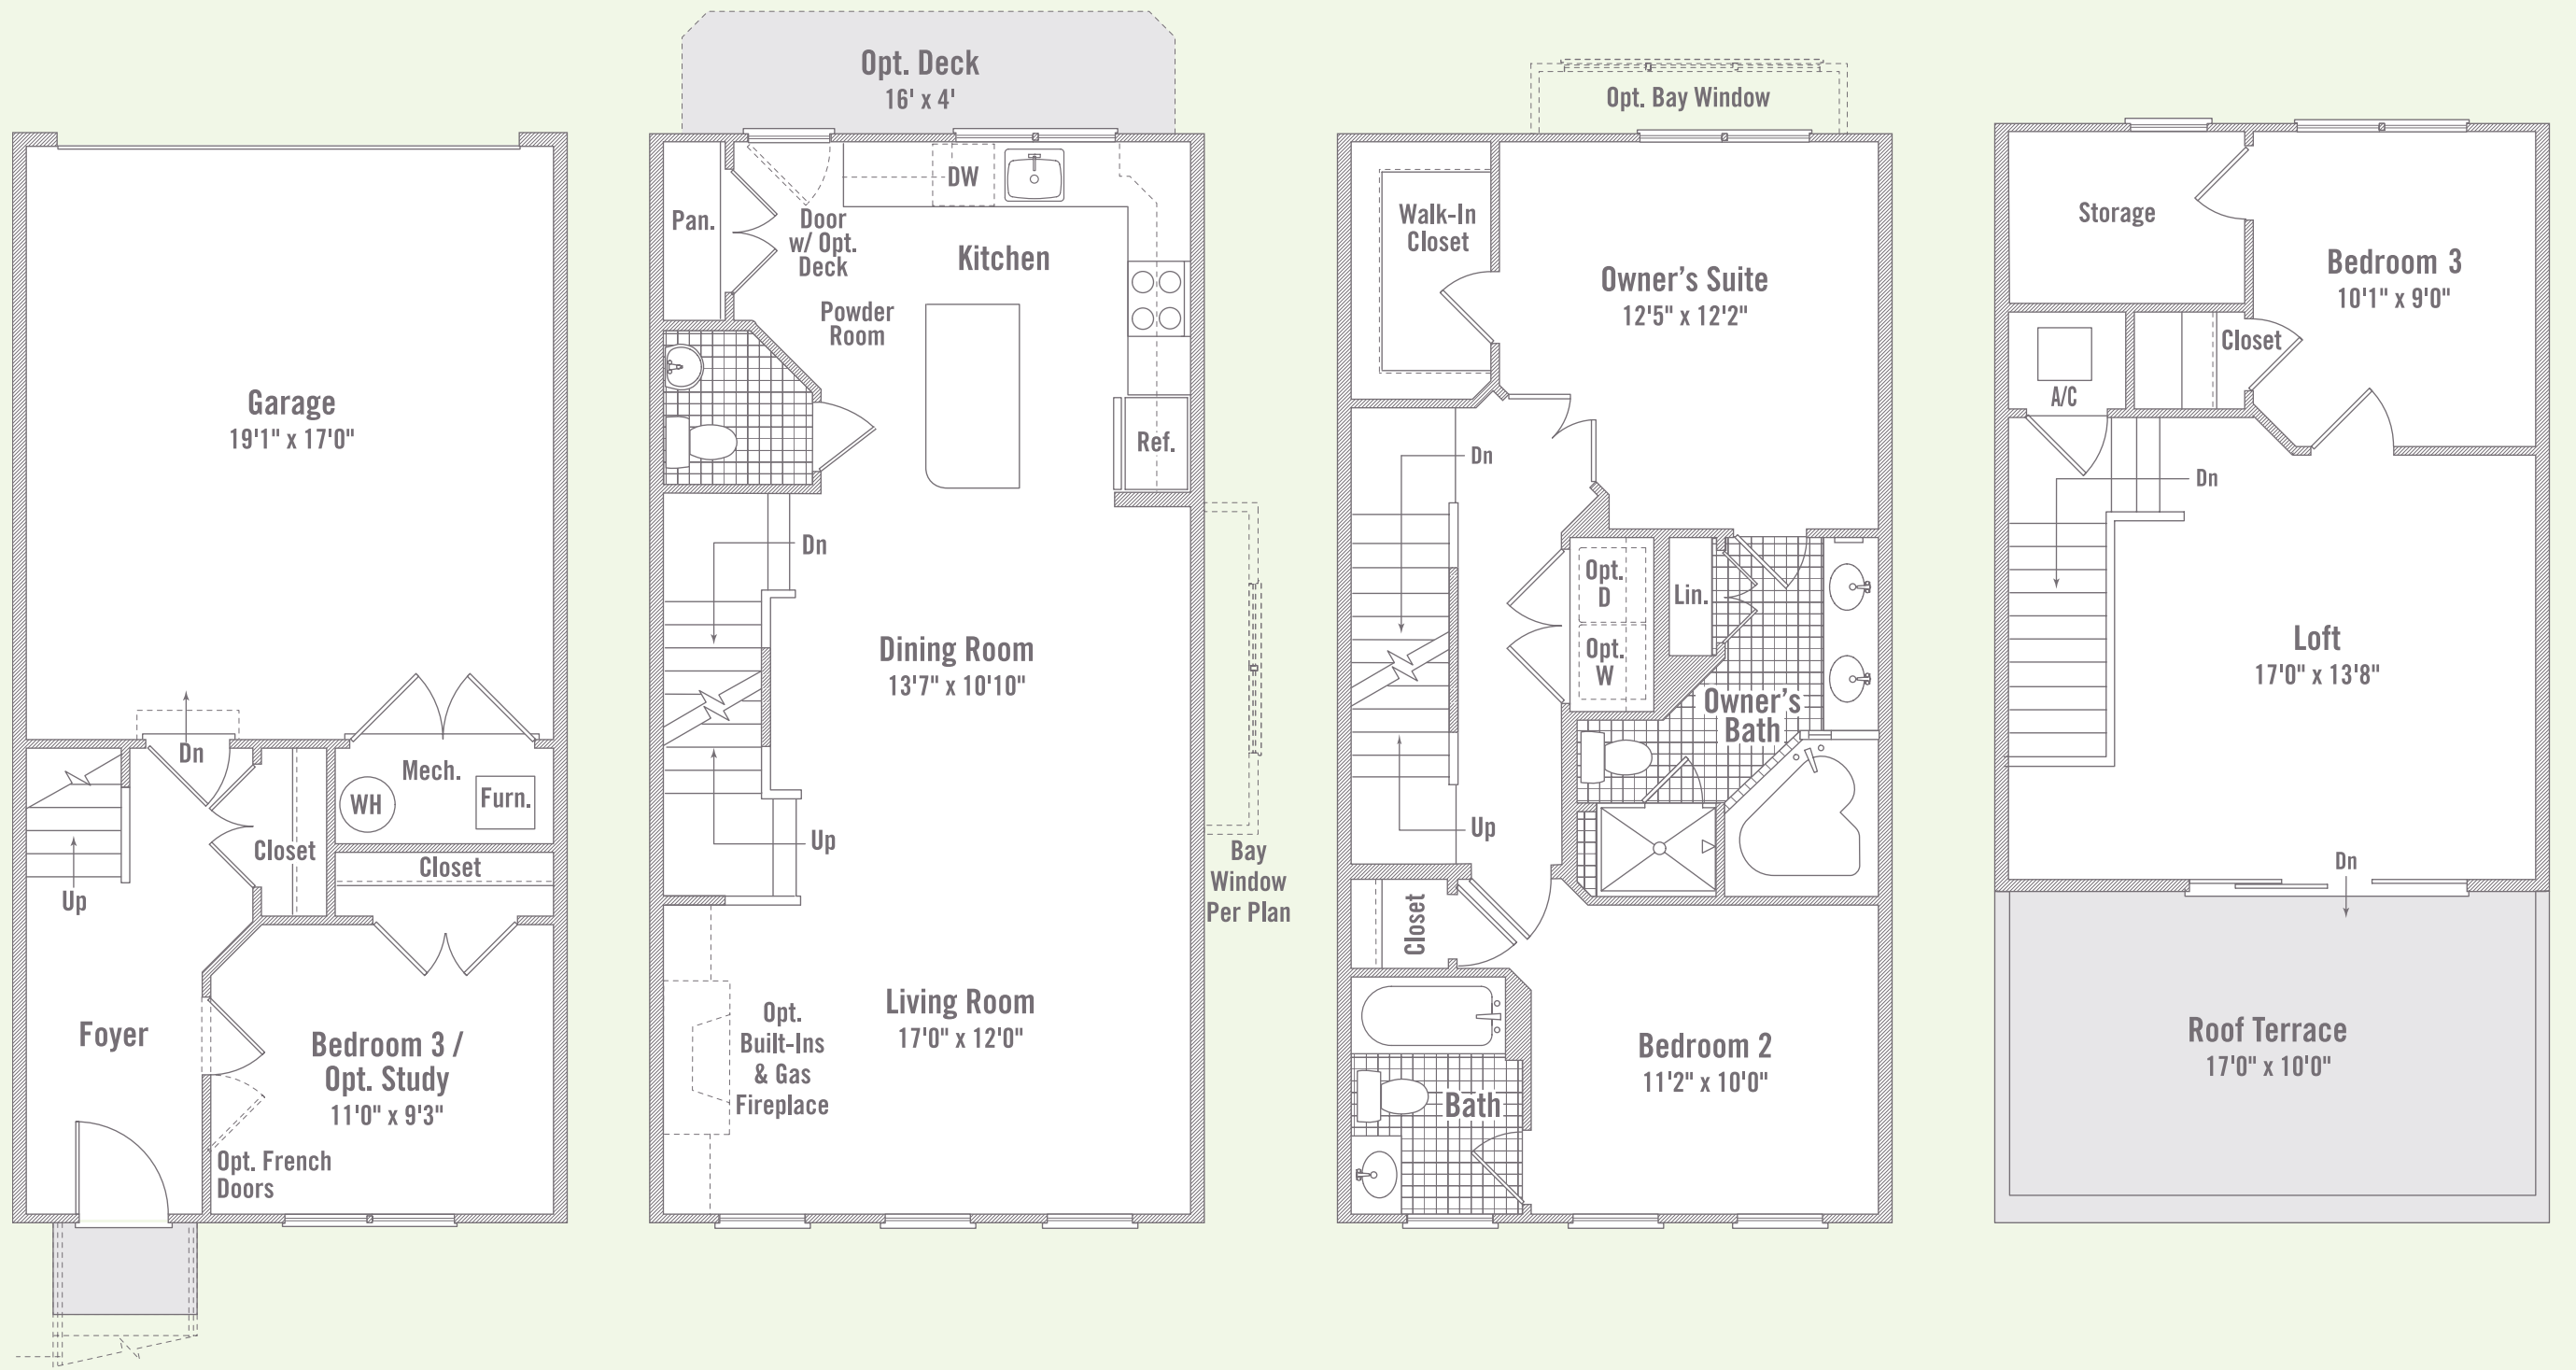 Garage
19'1" x 17'0"
Dn
Mech.
WH
Furn.
Closet
Closet
Up
Foyer
Bedroom 3 /
Opt. Study
11'0" x 9'3"
Opt. French
Doors
Opt. Deck
16' x 4'
DW
Pan.
Door
w/ Opt.
Deck
Kitchen
Powder
Room
Ref.
Dn
Dining Room
13'7" x 10'10"
Up
Bay
Window
Per Plan
Living Room
17'0" x 12'0"
Opt.
Built-Ins
& Gas
Fireplace
Opt. Bay Window
Walk-In
Closet
Owner's Suite
12'5" x 12'2"
Dn
Opt.
D
Opt.
W
Lin.
Owner's
Bath
Up
Closet
Bedroom 2
11'2" x 10'0"
Bath
Storage
Bedroom 3
10'1" x 9'0"
Closet
A/C
Dn
Loft
17'0" x 13'8"
Dn
Roof Terrace
17'0" x 10'0"